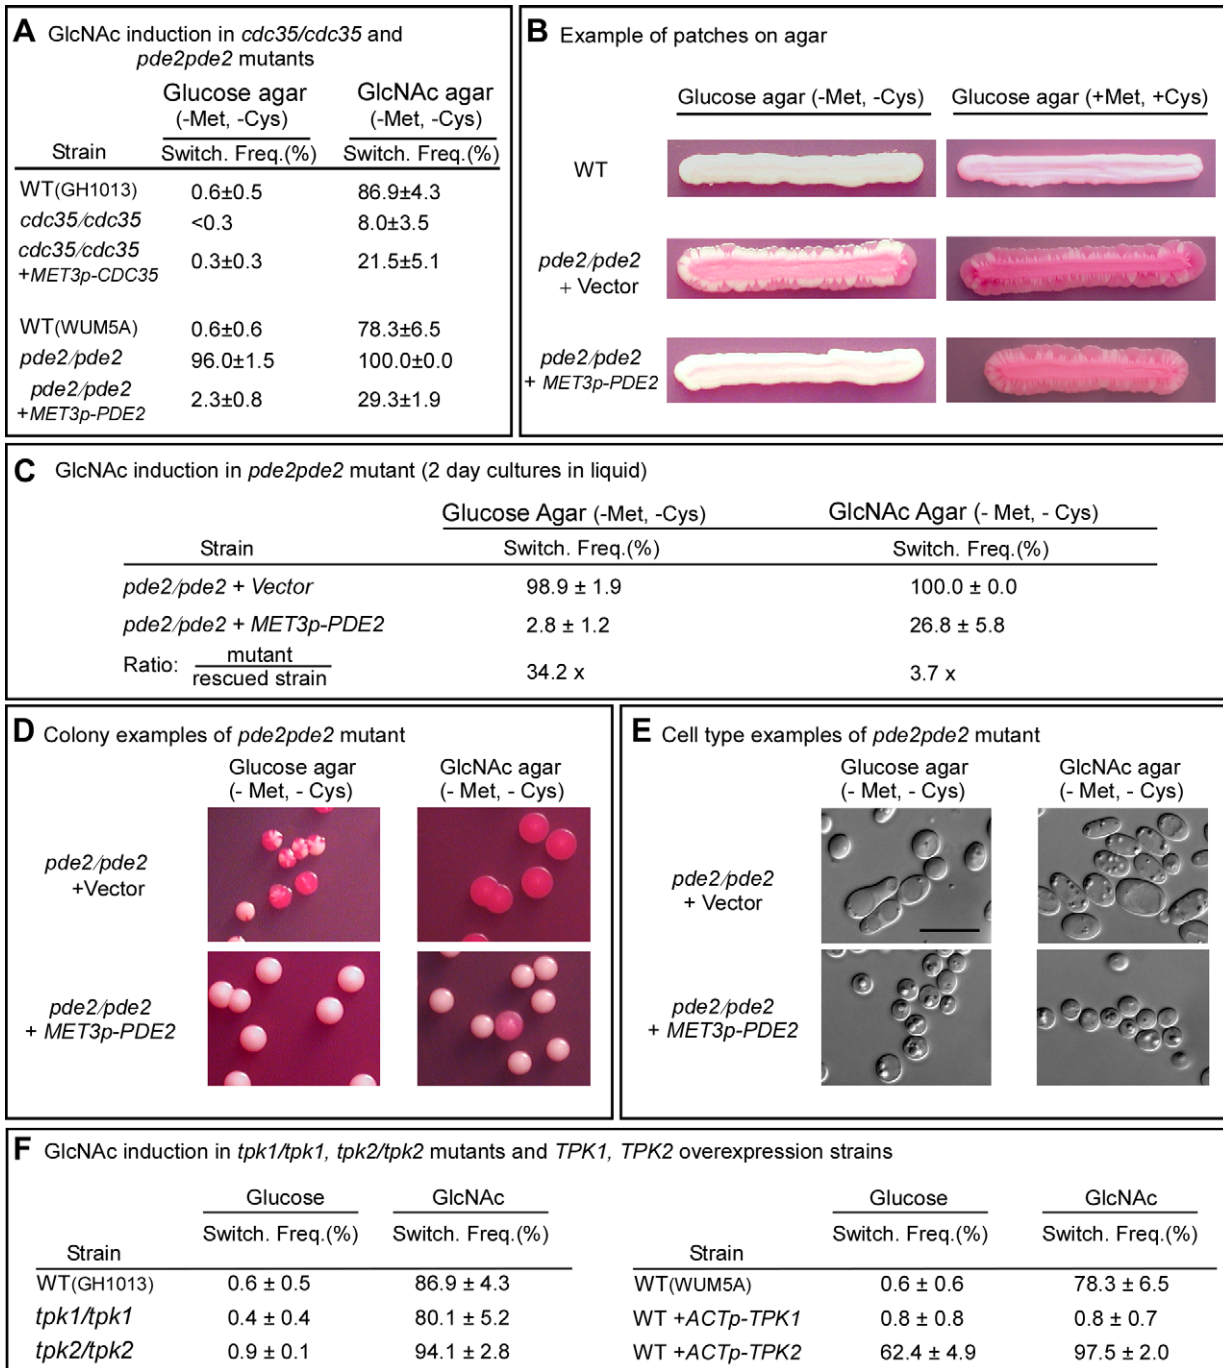 A GlcNAc induction in cdc35/cdc35 and
pde2pde2 mutants
Glucose agar GlcNAc agar
(-Met, -Cys) (-Met, -Cys)
Strain Switch. Freq.(%) Switch. Freq.(%)
WT(GH1013) 0.6±0.5 86.9±4.3
cdc35/cdc35 <0.3 8.0±3.5
cdc35/cdc35
+MET3p-CDC35 0.3±0.3 21.5±5.1
WT(WUM5A) 0.6±0.6 78.3±6.5
pde2/pde2 96.0±1.5 100.0±0.0
pde2/pde2
+MET3p-PDE2 2.3±0.8 29.3±1.9
B Example of patches on agar
Glucose agar (-Met, -Cys) Glucose agar (+Met, +Cys)
WT
pde2/pde2
+ Vector
pde2/pde2
+ MET3p-PDE2
C GlcNAc induction in pde2pde2 mutant (2 day cultures in liquid)
Glucose Agar (-Met, -Cys) GlcNAc Agar (- Met, - Cys)
Strain Switch. Freq.(%) Switch. Freq.(%)
pde2/pde2 + Vector 98.9 ± 1.9 100.0 ± 0.0
pde2/pde2 + MET3p-PDE2 2.8 ± 1.2 26.8 ± 5.8
Ratio: mutant 34.2 x 3.7 x
rescued strain
D Colony examples of pde2pde2 mutant
Glucose agar GlcNAc agar
(- Met, - Cys) (- Met, - Cys)
pde2/pde2
+Vector
pde2/pde2
+ MET3p-PDE2
E Cell type examples of pde2pde2 mutant
Glucose agar GlcNAc agar
(- Met, - Cys) (- Met, - Cys)
pde2/pde2
+ Vector
pde2/pde2
+ MET3p-PDE2
F GlcNAc induction in tpk1/tpk1, tpk2/tpk2 mutants and TPK1, TPK2 overexpression strains
Glucose GlcNAc
Strain Switch. Freq.(%) Switch. Freq.(%)
WT(GH1013) 0.6 ± 0.5 86.9 ± 4.3
tpk1/tpk1 0.4 ± 0.4 80.1 ± 5.2
tpk2/tpk2 0.9 ± 0.1 94.1 ± 2.8
Glucose GlcNAc
Strain Switch. Freq.(%) Switch. Freq.(%)
WT(WUM5A) 0.6 ± 0.6 78.3 ± 6.5
WT +ACTp-TPK1 0.8 ± 0.8 0.8 ± 0.7
WT +ACTp-TPK2 62.4 ± 4.9 97.5 ± 2.0